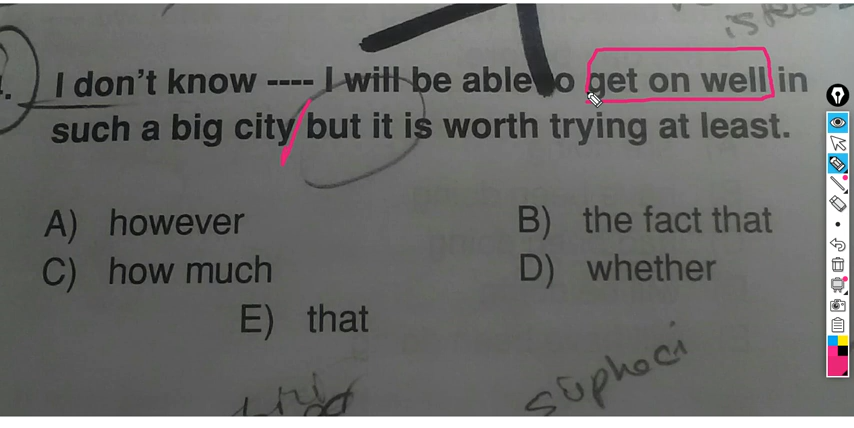 I don't know ---- I will be able to get on well in
such a big city but it is worth trying at least.
A) however
B) the fact that
C) how much
D) whether
E) that
süpheci